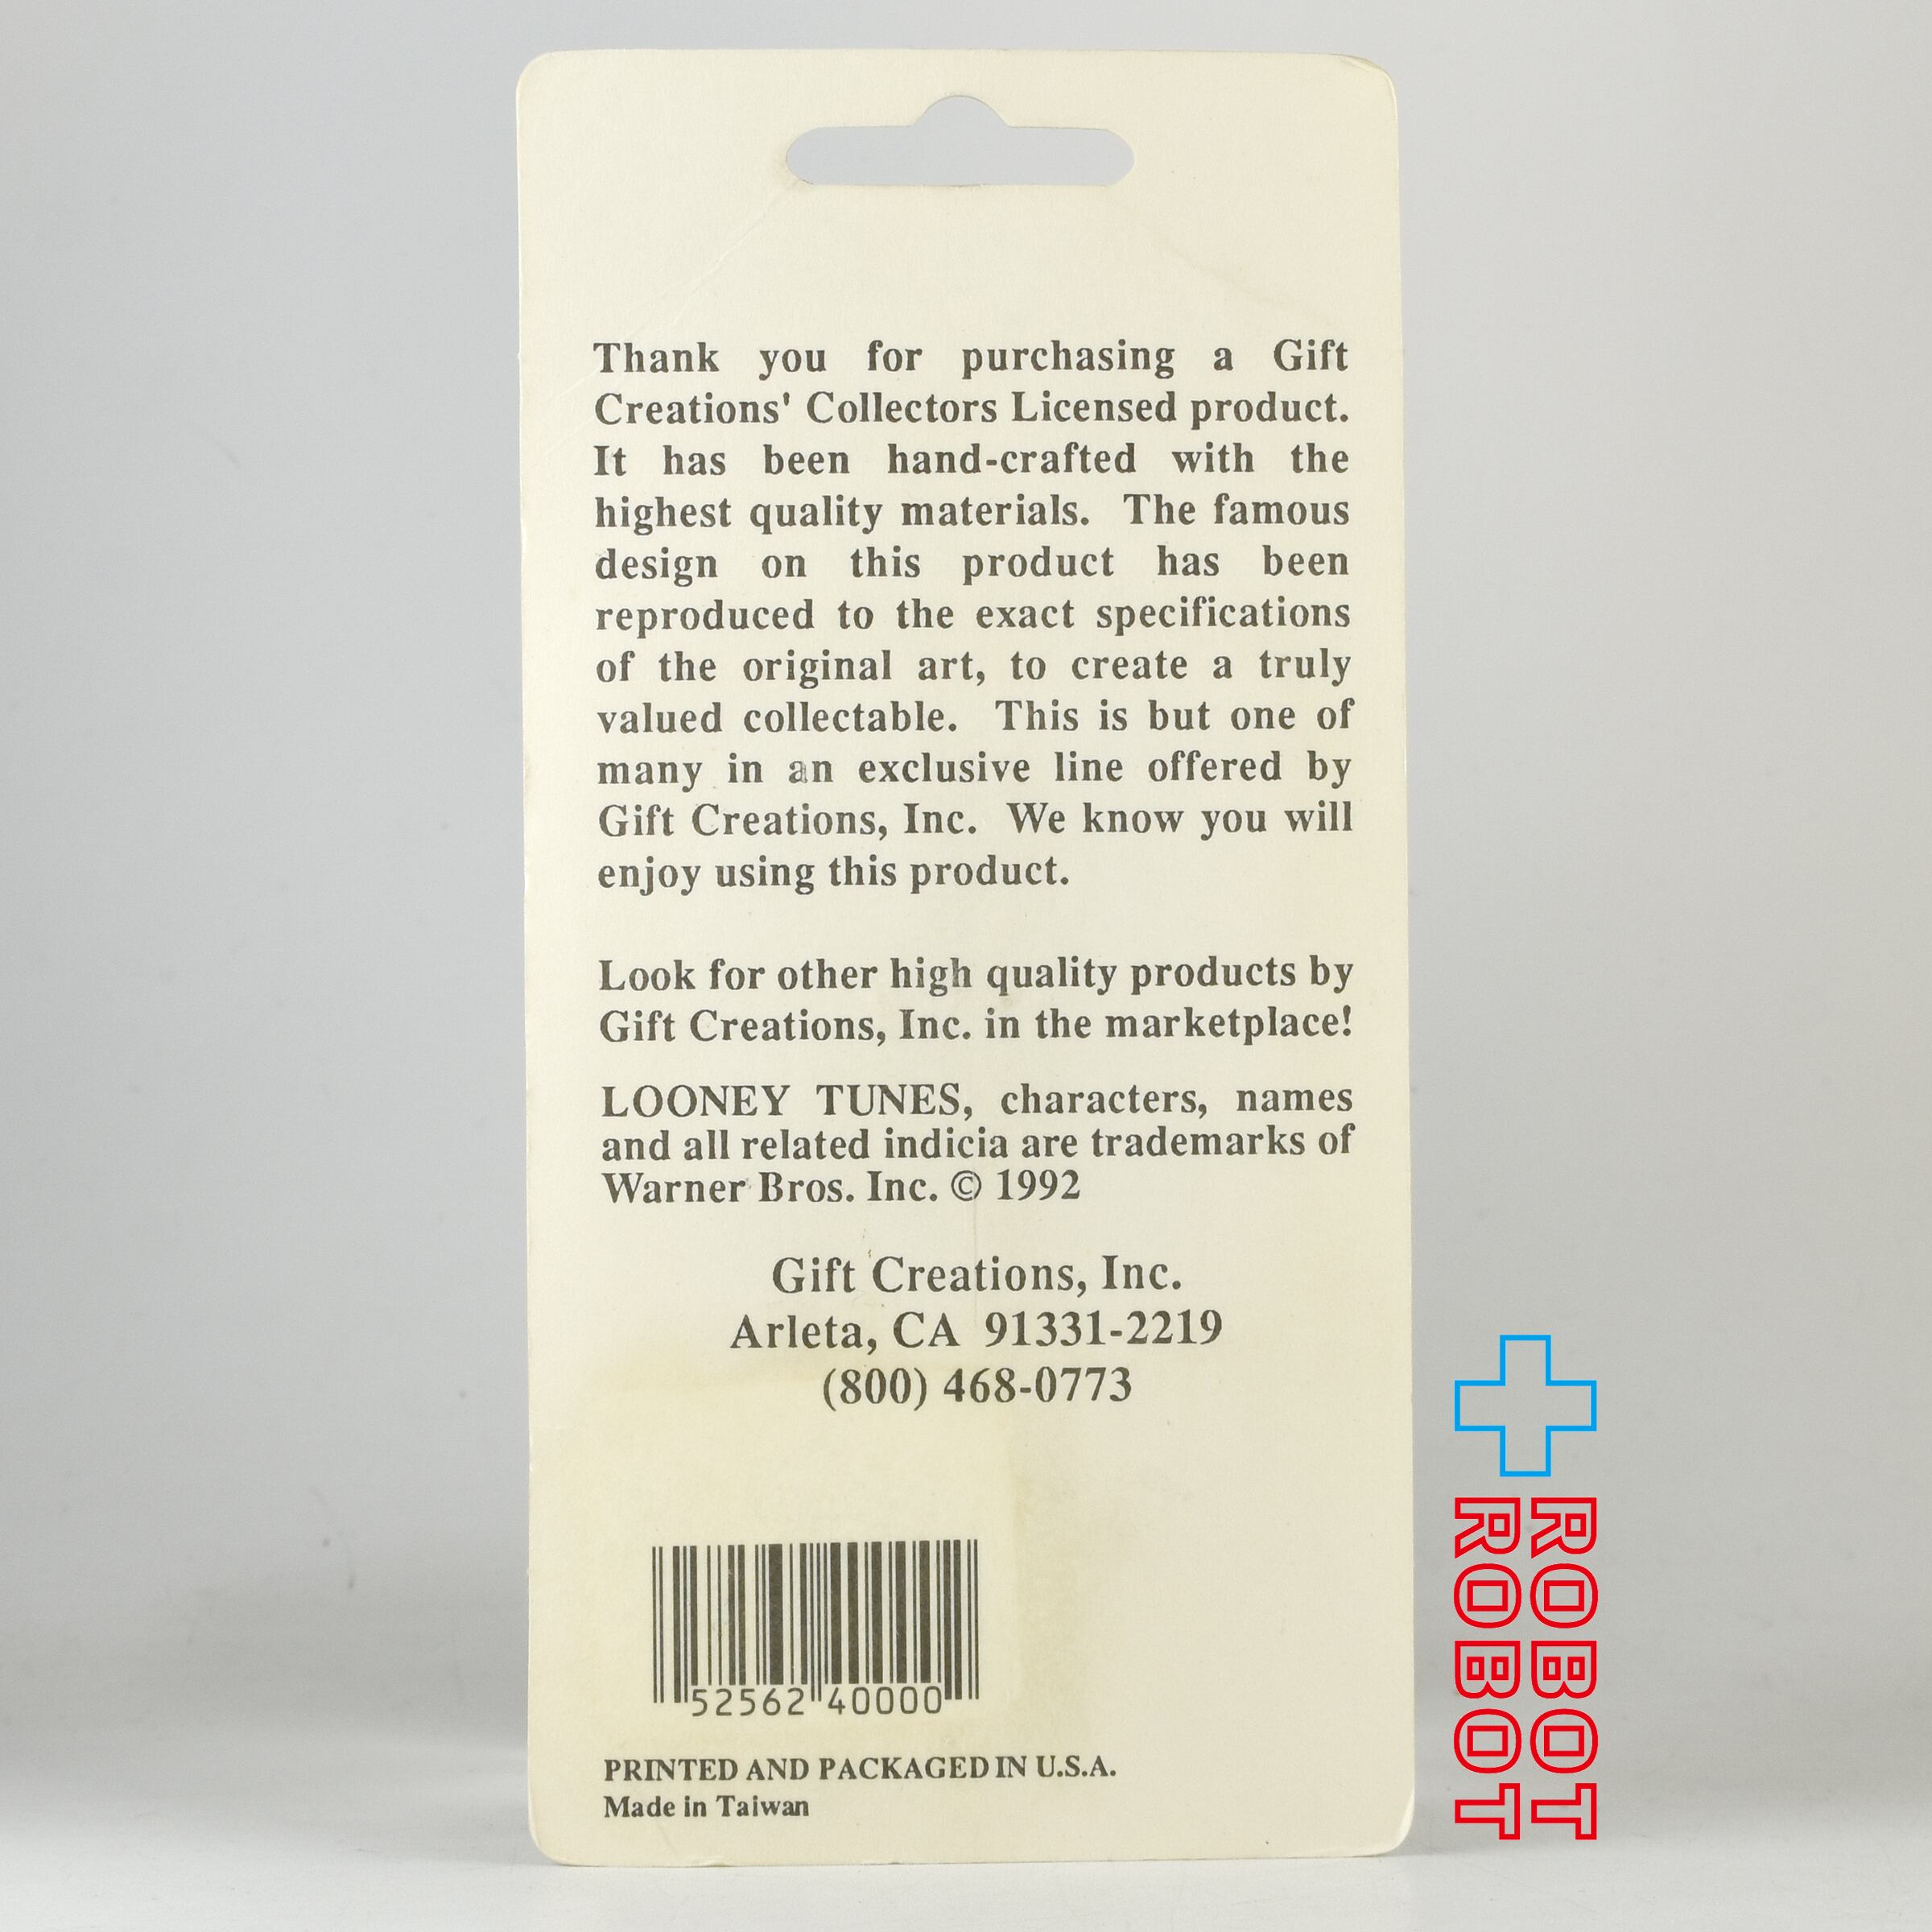 Thank you for purchasing a Gift
Creations' Collectors Licensed product.
It has been hand-crafted with the
highest quality materials. The famous
design on this product has been
reproduced to the exact specifications
of the original art, to create a truly
valued collectable. This is but one of
many in an exclusive line offered by
Gift Creations, Inc. We know you will
enjoy using this product.
Look for other high quality products by
Gift Creations, Inc. in the marketplace!
LOONEY TUNES, characters, names
and all related indicia are trademarks of
Warner Bros. Inc. © 1992
Gift Creations, Inc.
Arleta, CA 91331-2219
(800) 468-0773
52562 40000
PRINTED AND PACKAGED IN U.S.A.
Made in Taiwan
ROBOT
ROBOT